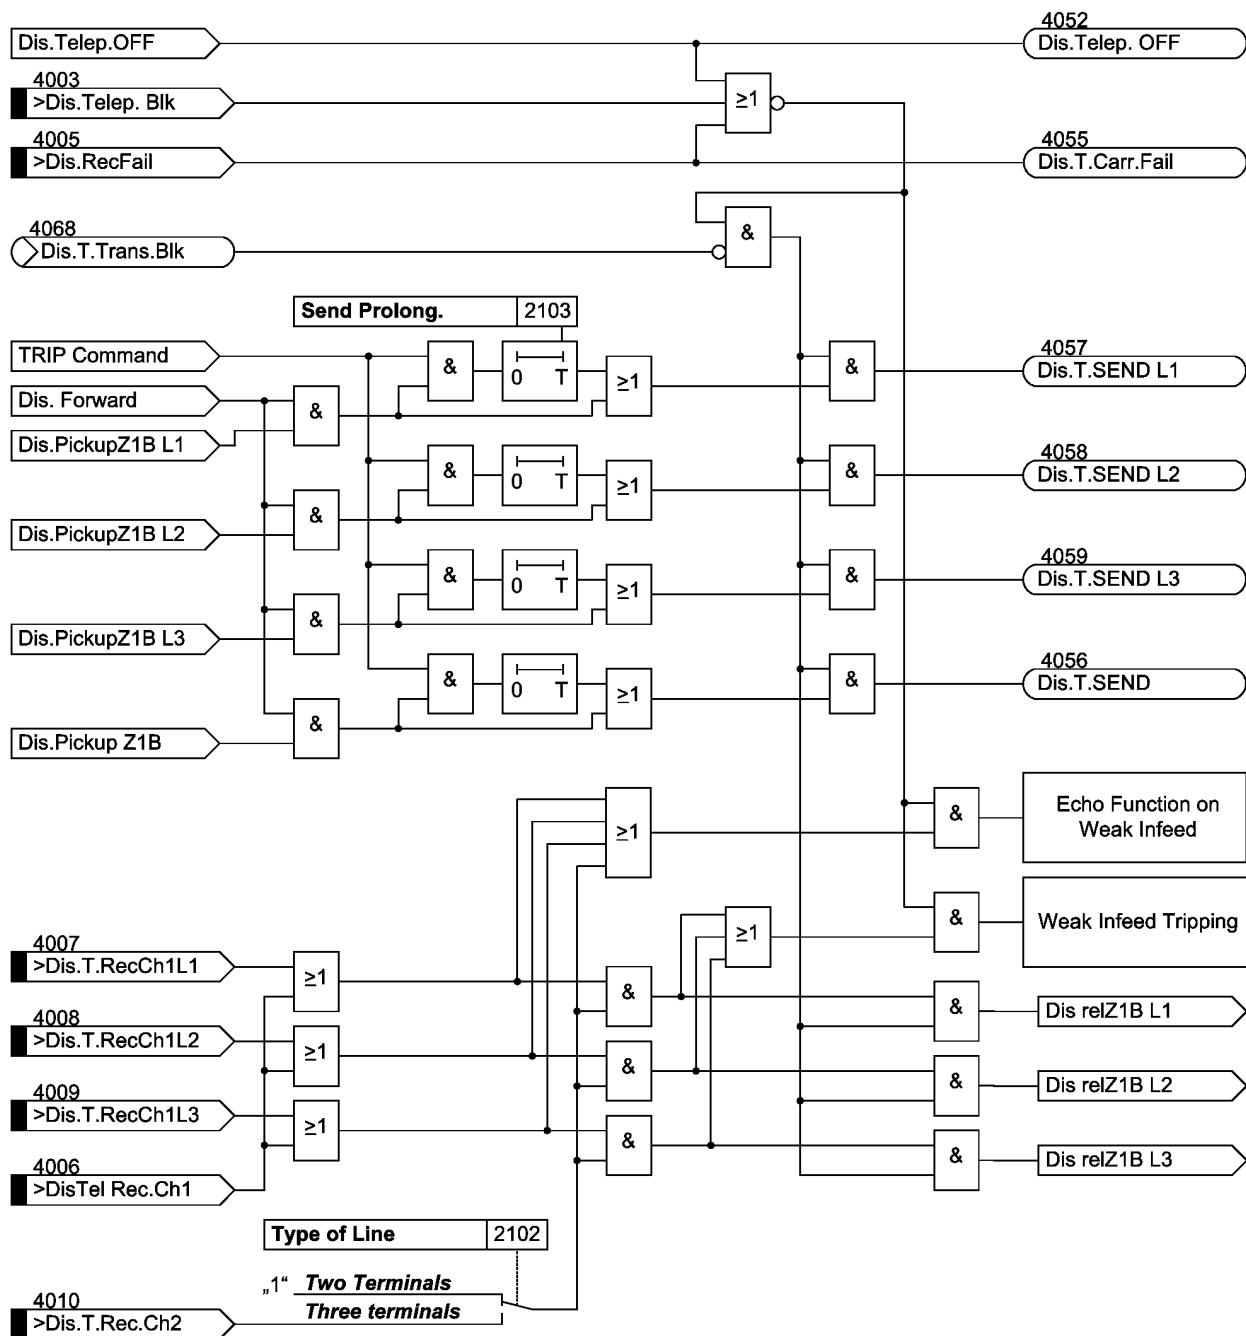 Dis.Telep.OFF
4052
Dis.Telep. OFF
4003
>Dis.Telep. Blk
≥1
4005
>Dis.RecFail
4055
Dis.T.Carr.Fail
4068
Dis.T.Trans.Blk
&
Send Prolong. 2103
TRIP Command
&
0 T
≥1
&
4057
Dis.T.SEND L1
Dis. Forward
&
Dis.PickupZ1B L1
&
0 T
≥1
&
4058
Dis.T.SEND L2
&
Dis.PickupZ1B L2
&
0 T
≥1
&
4059
Dis.T.SEND L3
&
Dis.PickupZ1B L3
&
0 T
≥1
&
4056
Dis.T.SEND
&
Dis.Pickup Z1B
≥1
&
Echo Function on
Weak Infeed
≥1
&
Weak Infeed Tripping
4007
>Dis.T.RecCh1L1
≥1
&
&
Dis relZ1B L1
4008
>Dis.T.RecCh1L2
≥1
&
&
Dis relZ1B L2
4009
>Dis.T.RecCh1L3
≥1
&
&
Dis relZ1B L3
4006
>DisTel Rec.Ch1
Type of Line 2102
„1“ Two Terminals
Three terminals
4010
>Dis.T.Rec.Ch2